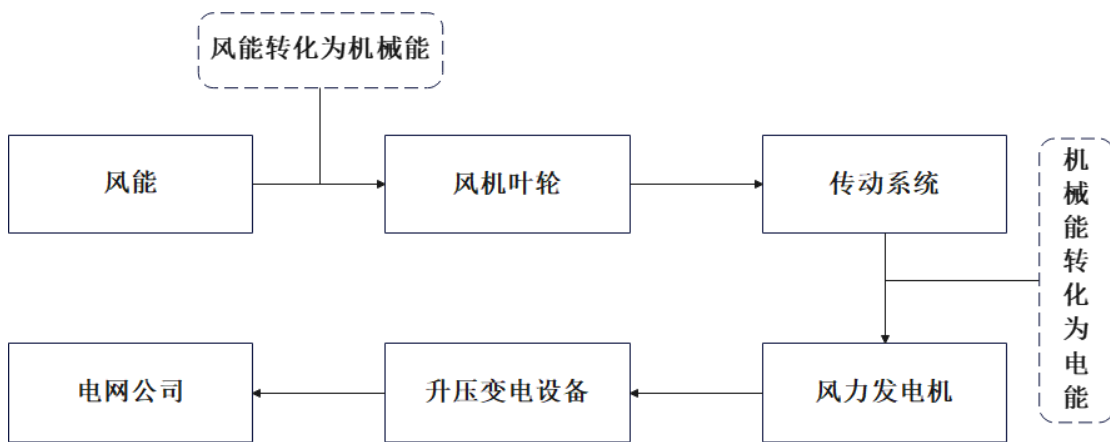 风能转化为机械能
风能
风机叶轮
传动系统
机械能转化为电能
电网公司
升压变电设备
风力发电机